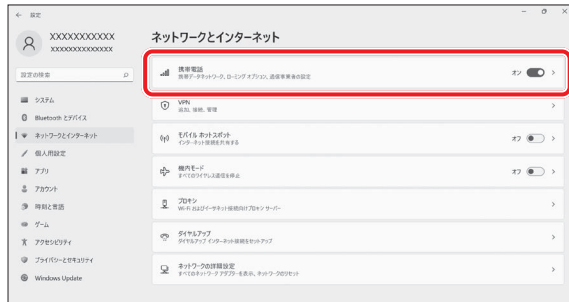 ← 設定
XXXXXXXXXXX
XXXXXXXXXXXXX
設定の検索
システム
Bluetooth とデバイス
ネットワークとインターネット
個人用設定
アプリ
アカウント
時刻と言語
ゲーム
アクセシビリティ
プライバシーとセキュリティ
Windows Update
ネットワークとインターネット
携帯電話
オン
携帯データネットワーク、ローミング オプション、通信事業者の設定
VPN
追加、接続、管理
モバイル ホットスポット
オフ
インターネット接続を共有する
機内モード
オフ
すべてのワイヤレス通信を停止
プロキシ
Wi-Fi およびイーサネット接続向けプロキシ サーバー
ダイヤルアップ
ダイヤルアップ インターネット接続をセットアップ
ネットワークの詳細設定
すべてのネットワーク アダプターを表示、ネットワークのリセット